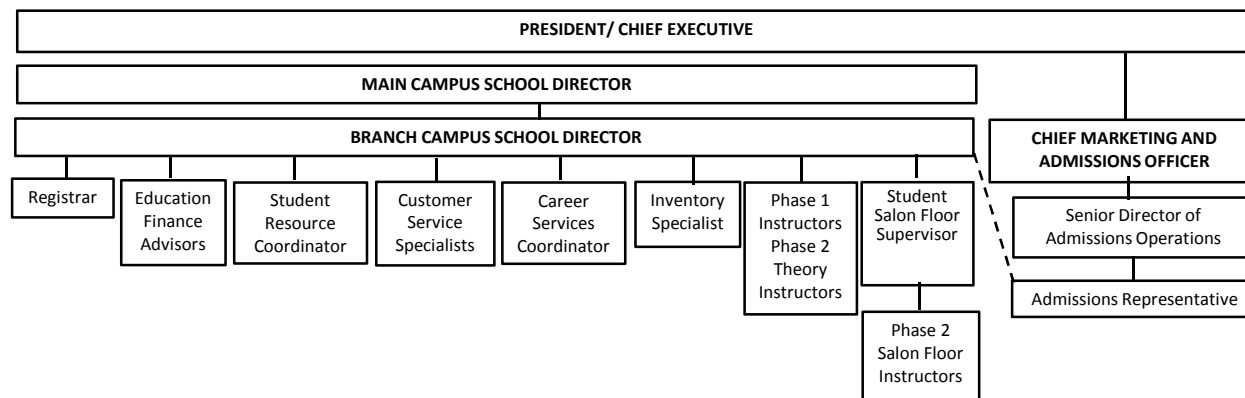 PRESIDENT/ CHIEF EXECUTIVE
MAIN CAMPUS SCHOOL DIRECTOR
BRANCH CAMPUS SCHOOL DIRECTOR
CHIEF MARKETING AND
ADMISSIONS OFFICER
Registrar
Education
Finance
Advisors
Student
Resource
Coordinator
Customer
Service
Specialists
Career
Services
Coordinator
Inventory
Specialist
Phase 1
Instructors
Phase 2
Theory
Instructors
Student
Salon Floor
Supervisor
Phase 2
Salon Floor
Instructors
Senior Director of
Admissions Operations
Admissions Representative